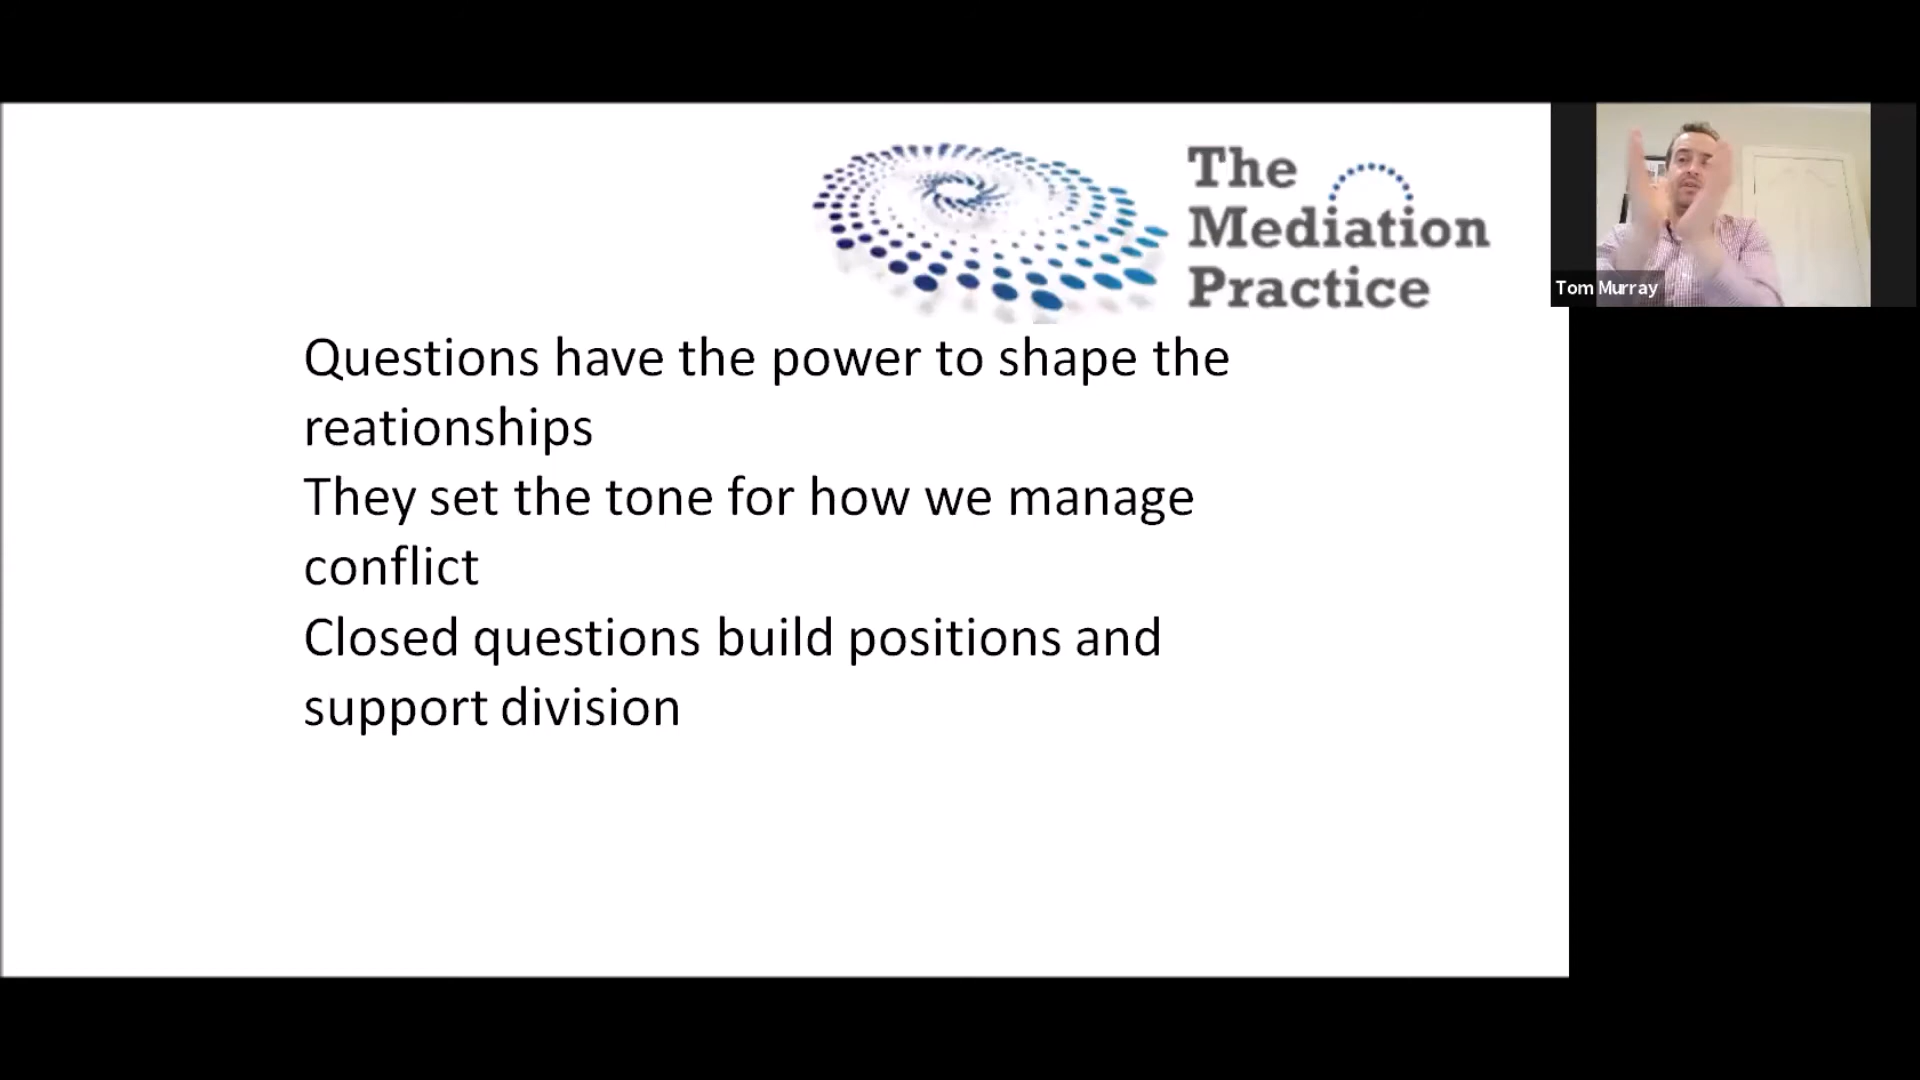 The
Mediation
Practice
Tom Murray
Questions have the power to shape the
reationships
They set the tone for how we manage
conflict
Closed questions build positions and
support division